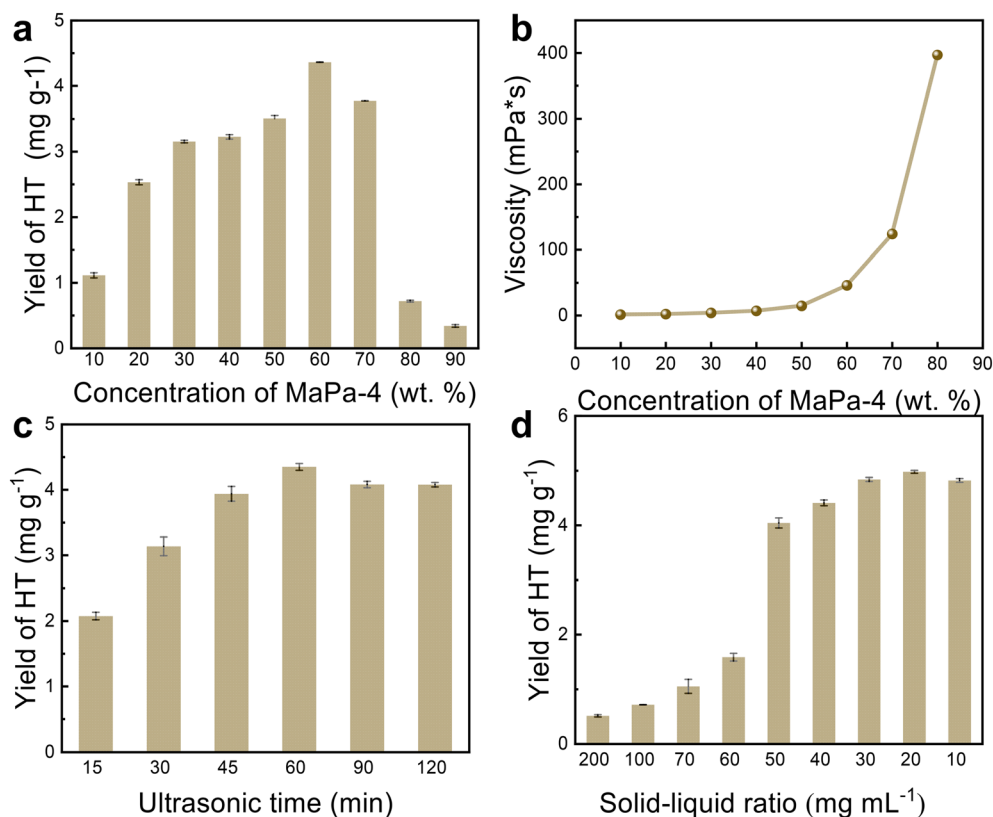 a
Yield of HT (mg g-1)
5
4
3
2
1
0
10 20 30 40 50 60 70 80 90
Concentration of MaPa-4 (wt. %)
b
Viscosity (mPa*s)
400
300
200
100
0
0 10 20 30 40 50 60 70 80 90
Concentration of MaPa-4 (wt. %)
c
Yield of HT (mg g⁻¹)
5
4
3
2
1
0
15 30 45 60 90 120
Ultrasonic time (min)
d
Yield of HT (mg g⁻¹)
6
4
2
0
200 100 70 60 50 40 30 20 10
Solid-liquid ratio (mg mL⁻¹)